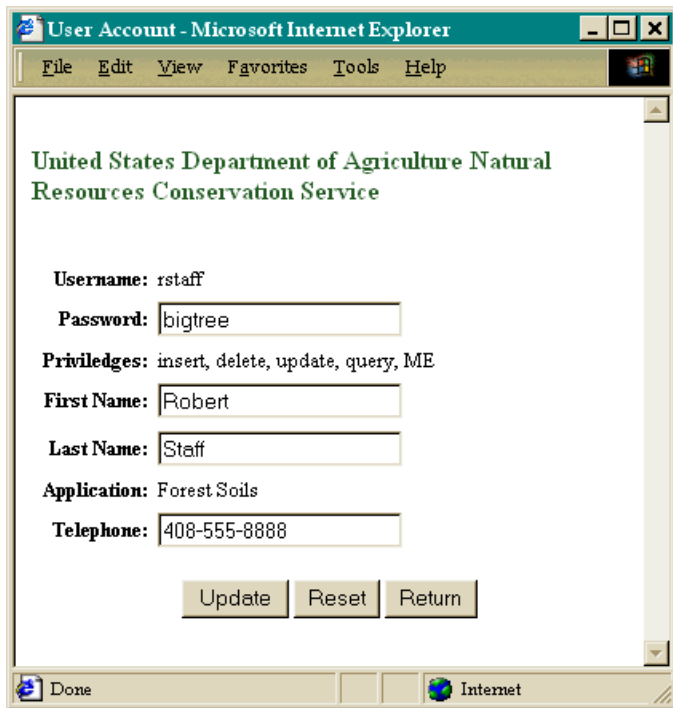 User Account - Microsoft Internet Explorer
File Edit View Favorites Tools Help
United States Department of Agriculture Natural
Resources Conservation Service
Username: rstaff
Password: bigtree
Priviledges: insert, delete, update, query, ME
First Name: Robert
Last Name: Staff
Application: Forest Soils
Telephone: 408-555-8888
Update Reset Return
Done Internet